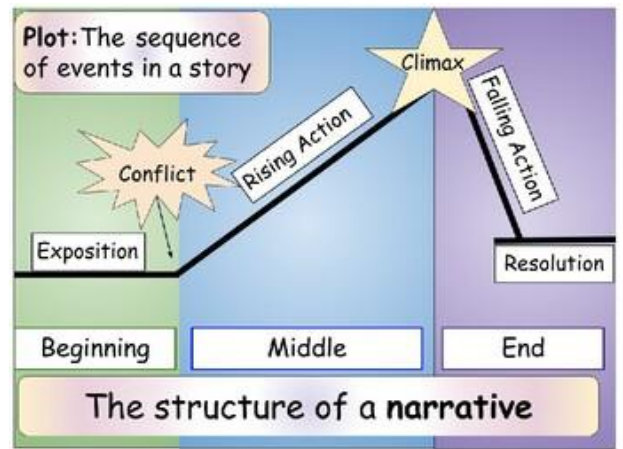 Plot: The sequence
of events in a story
Climax
Conflict
Rising Action
Falling Action
Exposition
Resolution
Beginning
Middle
End
The structure of a narrative